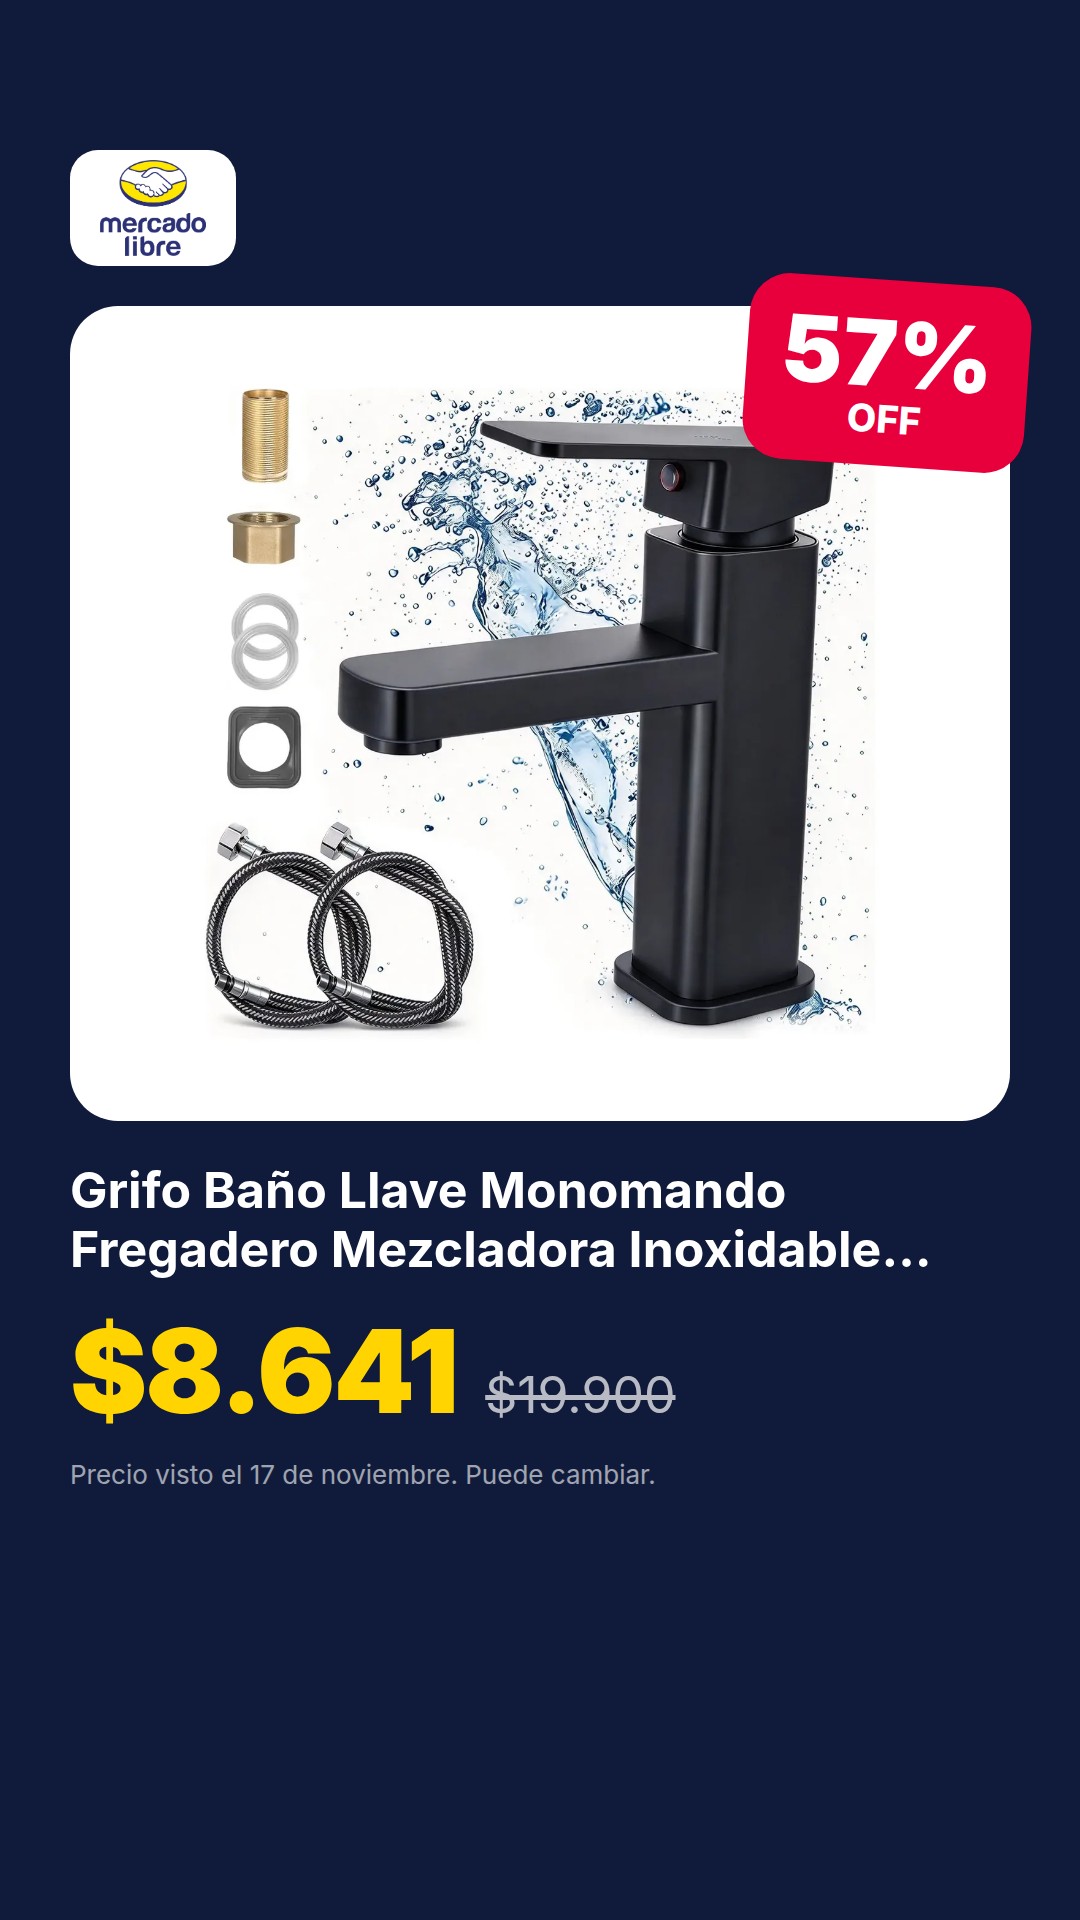 mercado
libre
57%
OFF
Grifo Baño Llave Monomando
Fregadero Mezcladora Inoxidable...
$8.641 $19.900
Precio visto el 17 de noviembre. Puede cambiar.